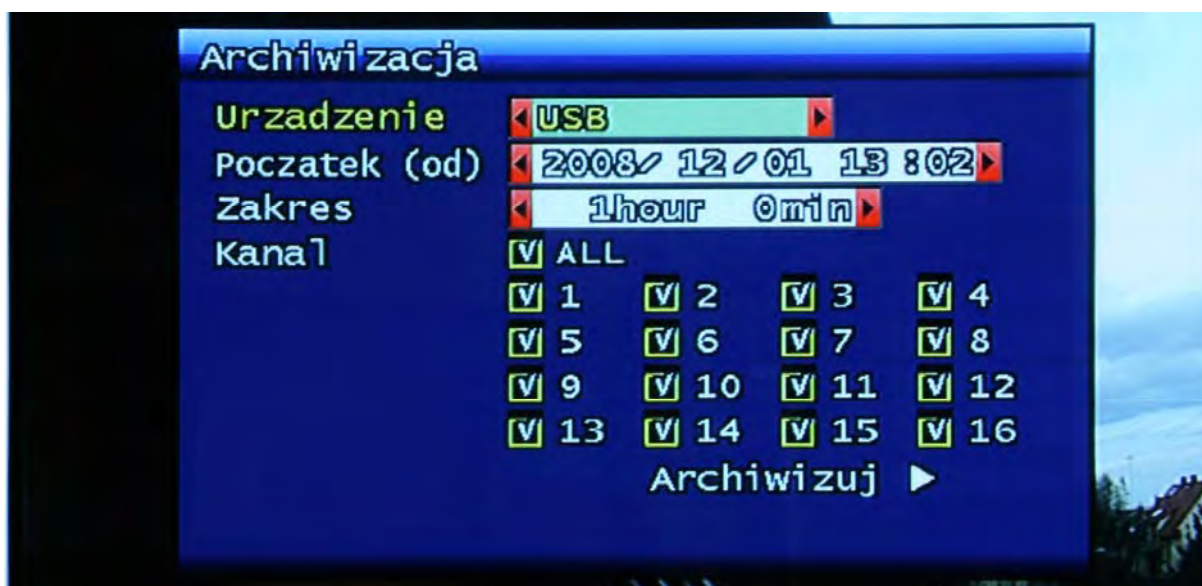 Archiwizacja
Urzadzenie USB
Poczatek (od) 2008/ 12/01 13:02
Zakres 1hour 0min
Kanal V ALL
V 1 V 2 V 3 V 4
V 5 V 6 V 7 V 8
V 9 V 10 V 11 V 12
V 13 V 14 V 15 V 16
Archiwizuj